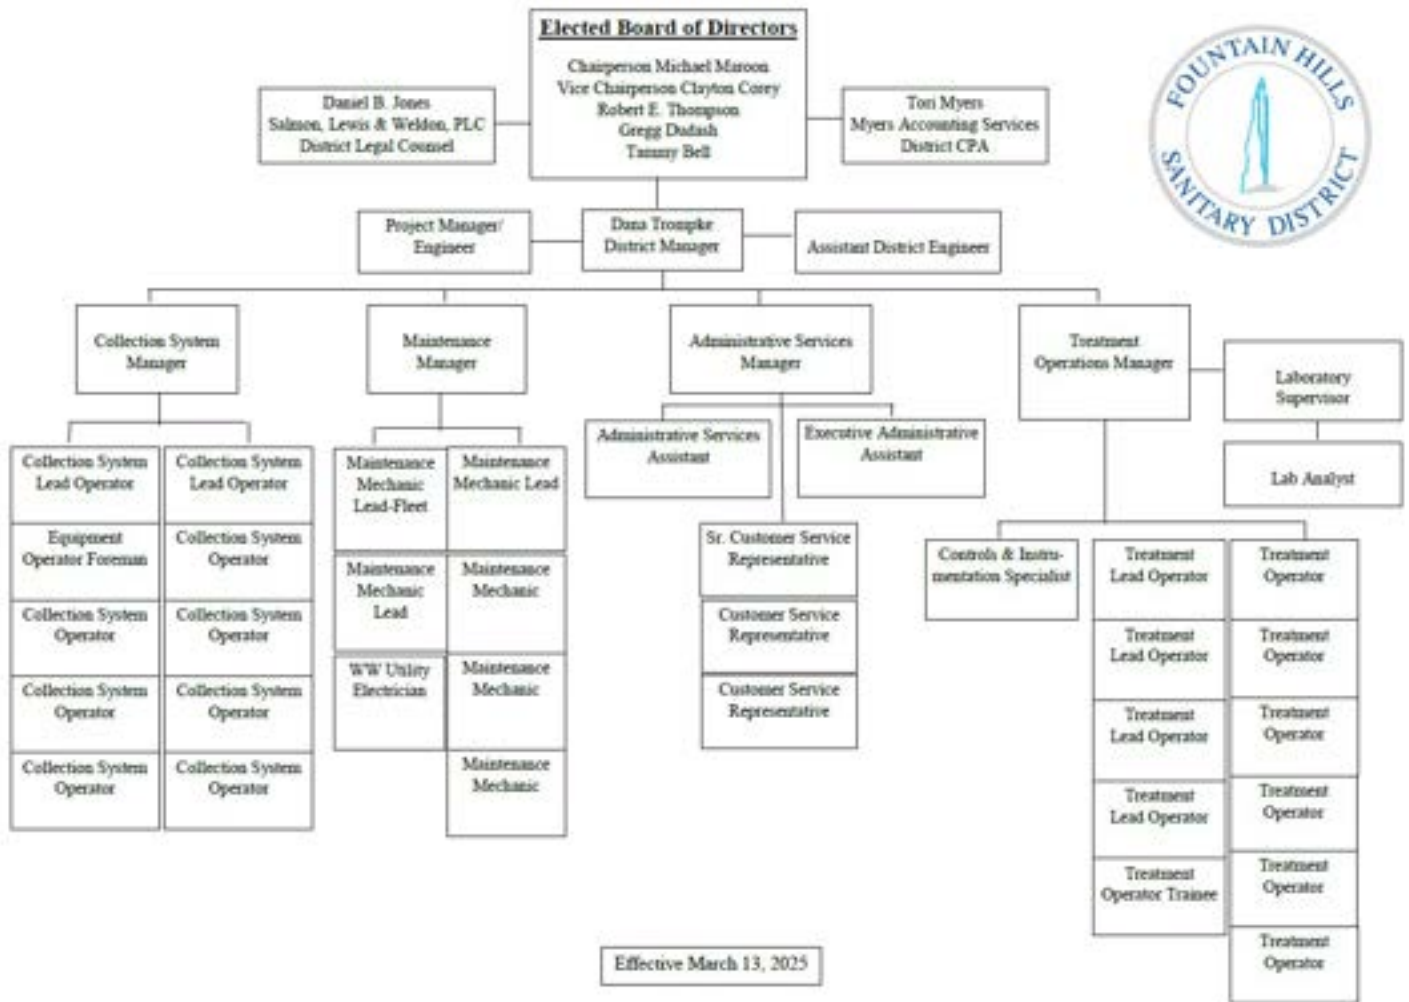 Elected Board of Directors
Chairperson Michael Maroon
Vice Chairperson Clayton Corey
Robert E. Thompson
Gregg Dudash
Tammy Bell
Daniel B. Jones
Salmon, Lewis & Weldon, PLC
District Legal Counsel
Tori Myers
Myers Accounting Services
District CPA
FOUNTAIN HILLS
SANITARY DISTRICT
Project Manager/
Engineer
Dana Trompke
District Manager
Assistant District Engineer
Collection System
Manager
Maintenance
Manager
Administrative Services
Manager
Treatment
Operations Manager
Laboratory
Supervisor
Lab Analyst
Collection System
Lead Operator
Equipment
Operator Foreman
Collection System
Operator
Collection System
Operator
Collection System
Operator
Collection System
Lead Operator
Collection System
Operator
Collection System
Operator
Collection System
Operator
Collection System
Operator
Maintenance
Mechanic
Lead-Fleet
Maintenance
Mechanic
Lead
WW Utility
Electrician
Maintenance
Mechanic Lead
Maintenance
Mechanic
Maintenance
Mechanic
Maintenance
Mechanic
Administrative Services
Assistant
Executive Administrative
Assistant
Sr. Customer Service
Representative
Customer Service
Representative
Customer Service
Representative
Controls & Instru-
mentation Specialist
Treatment
Lead Operator
Treatment
Lead Operator
Treatment
Lead Operator
Treatment
Lead Operator
Treatment
Operator Trainee
Treatment
Operator
Treatment
Operator
Treatment
Operator
Treatment
Operator
Treatment
Operator
Treatment
Operator
Effective March 13, 2025